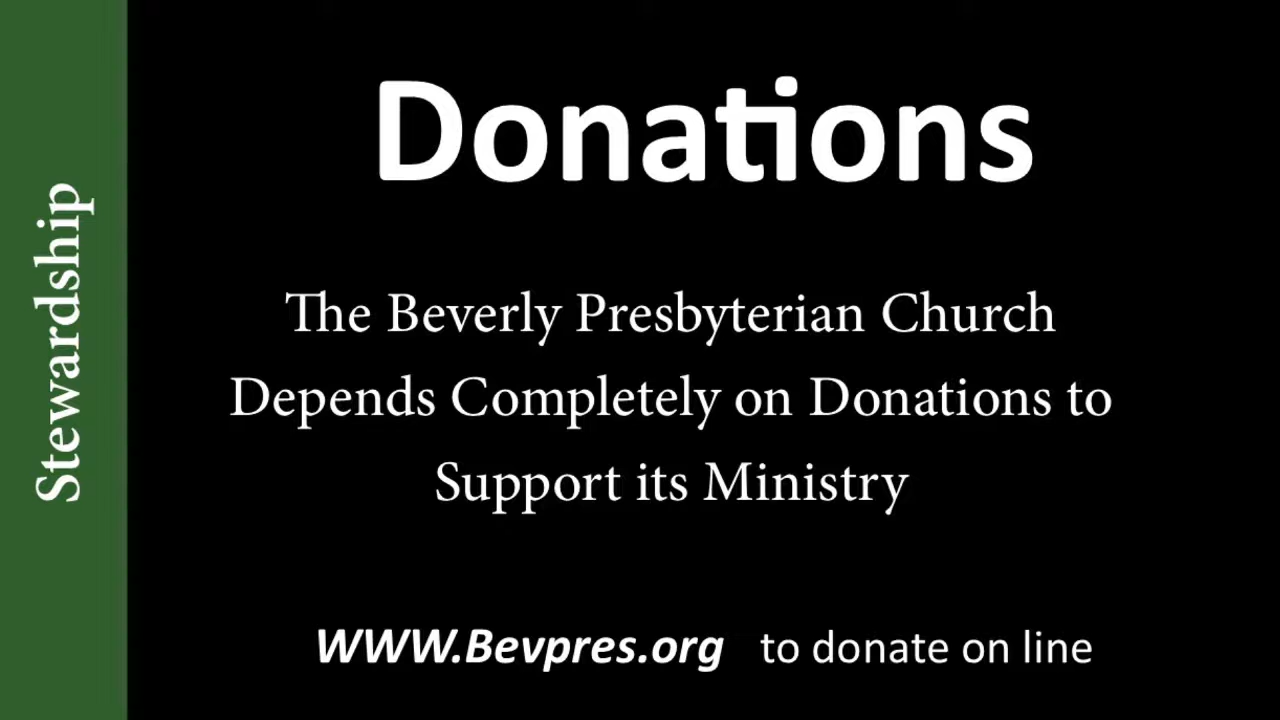 Stewardship
Donations
The Beverly Presbyterian Church
Depends Completely on Donations to
Support its Ministry
WWW.Bevpres.org to donate on line